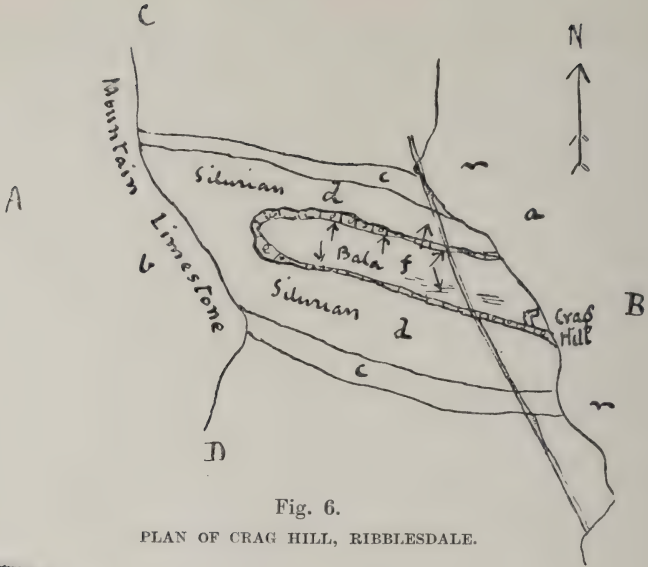 C
N
A
Mountain Limestone
b
Silurian d
c
a
Bala f
e
Silurian d
Crag Hill
B
c
D
Fig. 6.
PLAN OF CRAG HILL, RIBBLESDALE.